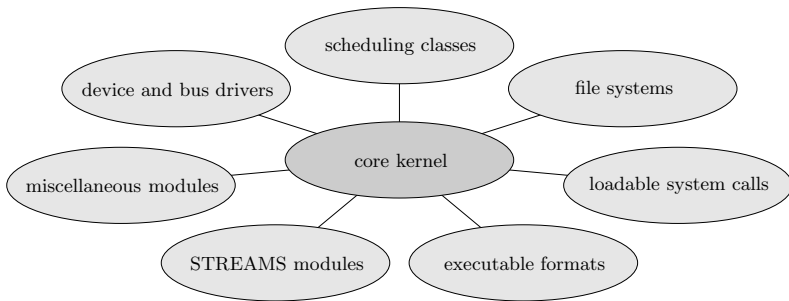 scheduling classes
device and bus drivers
file systems
core kernel
miscellaneous modules
loadable system calls
STREAMS modules
executable formats